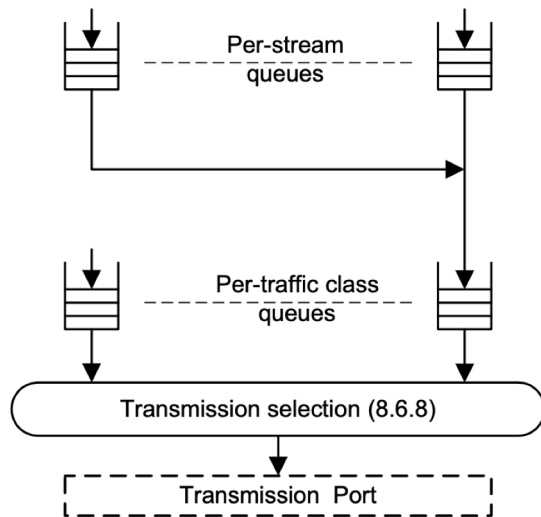 Per-stream
queues
Per-traffic class
queues
Transmission selection (8.6.8)
Transmission Port